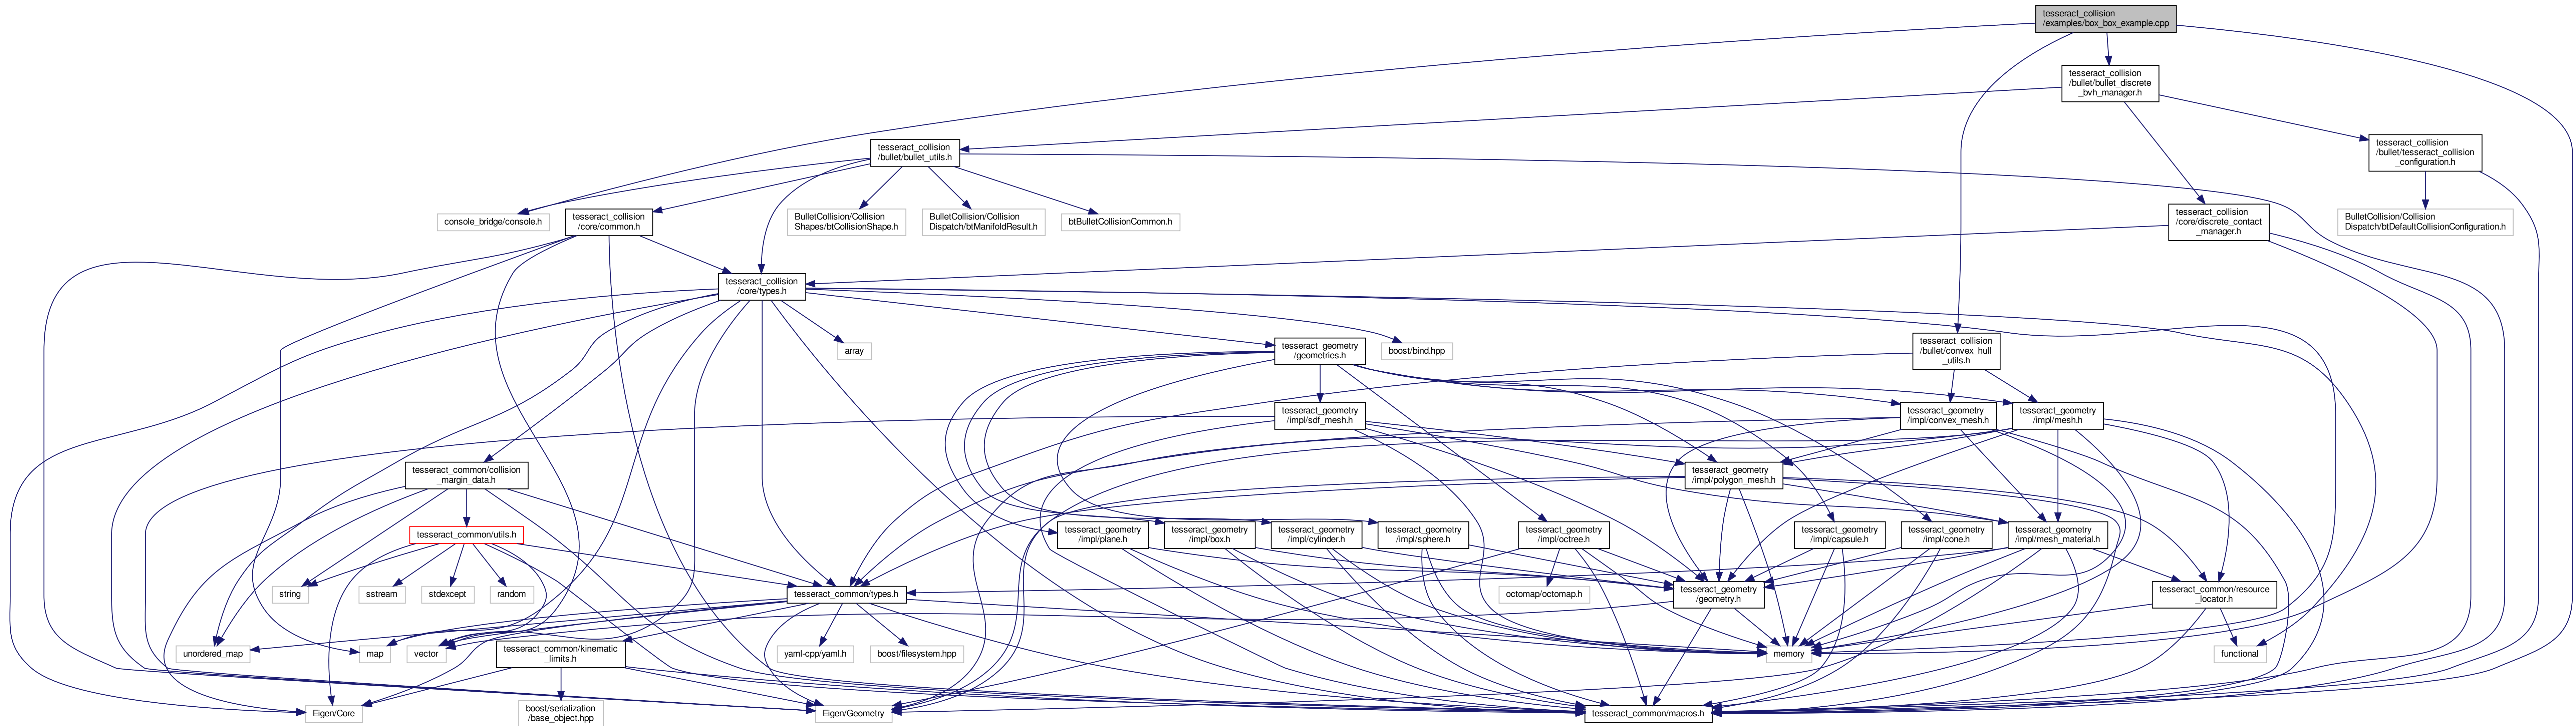 tesseract_collision
/examples/box_box_example.cpp
tesseract_collision
/bullet/bullet_discrete
_bvh_manager.h
tesseract_collision
/bullet/bullet_utils.h
tesseract_collision
/bullet/tesseract_collision
_configuration.h
console_bridge/console.h
tesseract_collision
/core/common.h
BulletCollision/Collision
Shapes/btCollisionShape.h
BulletCollision/Collision
Dispatch/btManifoldResult.h
btBulletCollisionCommon.h
tesseract_collision
/core/discrete_contact
_manager.h
BulletCollision/Collision
Dispatch/btDefaultCollisionConfiguration.h
tesseract_collision
/core/types.h
array
tesseract_geometry
/geometries.h
boost/bind.hpp
tesseract_collision
/bullet/convex_hull
_utils.h
tesseract_geometry
/impl/sdf_mesh.h
tesseract_geometry
/impl/convex_mesh.h
tesseract_geometry
/impl/mesh.h
tesseract_common/collision
_margin_data.h
tesseract_geometry
/impl/polygon_mesh.h
tesseract_common/utils.h
tesseract_geometry
/impl/plane.h
tesseract_geometry
/impl/box.h
tesseract_geometry
/impl/cylinder.h
tesseract_geometry
/impl/sphere.h
tesseract_geometry
/impl/octree.h
tesseract_geometry
/impl/capsule.h
tesseract_geometry
/impl/cone.h
tesseract_geometry
/impl/mesh_material.h
string
sstream
stdexcept
random
tesseract_common/types.h
octomap/octomap.h
tesseract_geometry
/geometry.h
tesseract_common/resource
_locator.h
unordered_map
map
vector
tesseract_common/kinematic
_limits.h
yaml-cpp/yaml.h
boost/filesystem.hpp
memory
functional
Eigen/Core
boost/serialization
/base_object.hpp
Eigen/Geometry
tesseract_common/macros.h